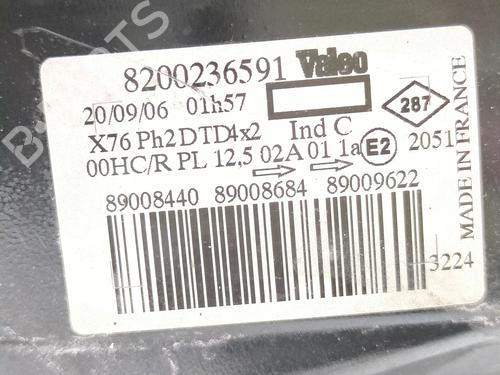 8200236591 Valeo
20/09/06 01h57
287
X76 Ph2 DTD4x2 Ind C
00HC/R PL 12,5 02A 01 1a E2 2051
89008440 89008684 89009622
3224
MADE IN FRANCE
B-PARTS